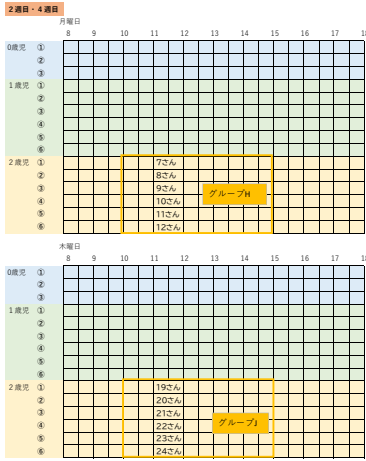 2週目・4週目
月曜日
8 9 10 11 12 13 14 15 16 17 18
0歳児 ①
②
③
1歳児 ①
②
③
④
⑤
⑥
2歳児 ① 7さん
② 8さん
③ 9さん グループH
④ 10さん
⑤ 11さん
⑥ 12さん
木曜日
8 9 10 11 12 13 14 15 16 17 18
0歳児 ①
②
③
1歳児 ①
②
③
④
⑤
⑥
2歳児 ① 19さん
② 20さん
③ 21さん グループJ
④ 22さん
⑤ 23さん
⑥ 24さん